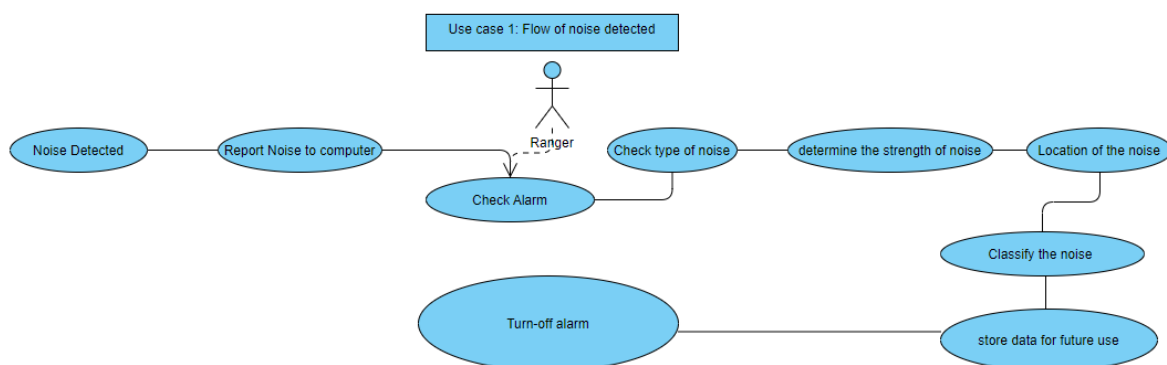 Use case 1: Flow of noise detected
Ranger
Noise Detected
Report Noise to computer
Check Alarm
Check type of noise
determine the strength of noise
Location of the noise
Classify the noise
store data for future use
Turn-off alarm